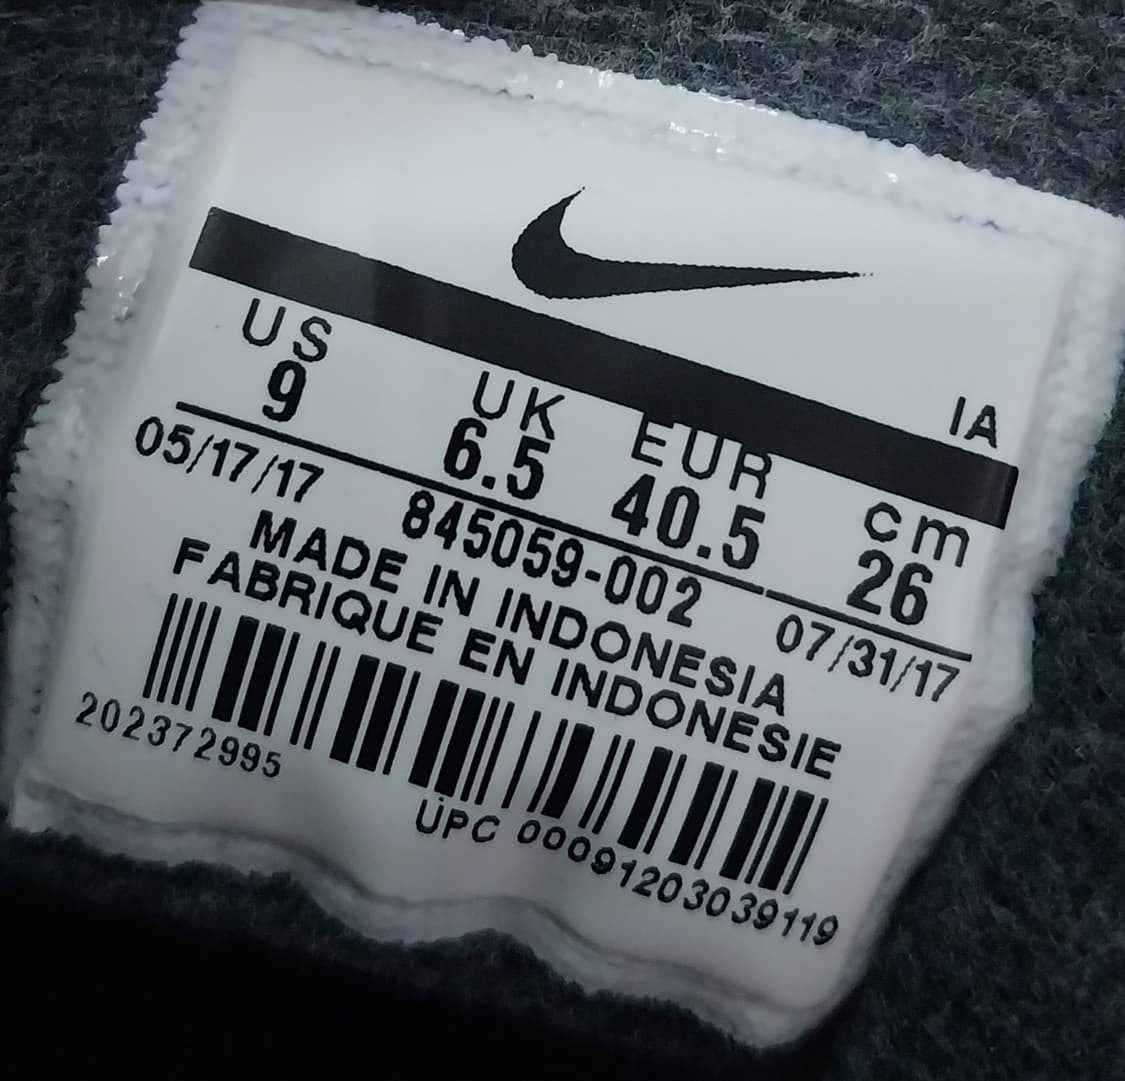 IA
US UK EUR cm
9 6.5 40.5 26
05/17/17 845059-002 07/31/17
MADE IN INDONESIA
FABRIQUE EN INDONESIE
202372995
UPC 00091203039119